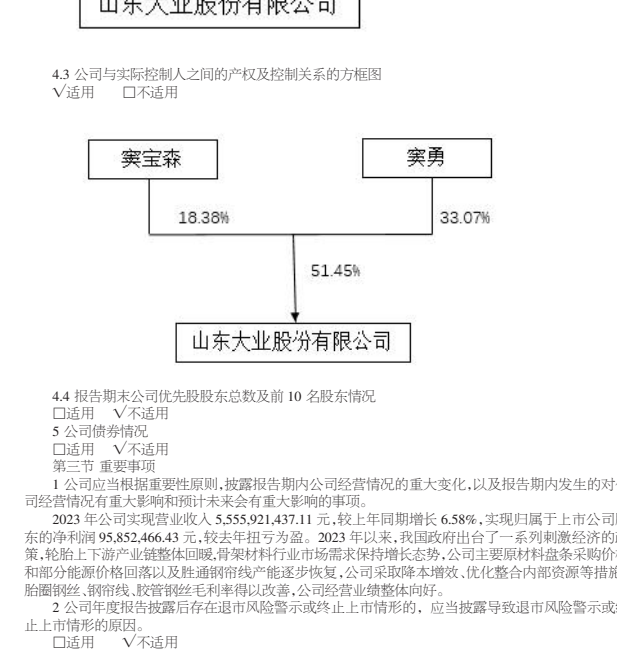 山东大业股份有限公司
4.3 公司与实际控制人之间的产权及控制关系的方框图
√适用 □不适用
窦宝森
窦勇
18.38%
33.07%
51.45%
山东大业股份有限公司
4.4 报告期末公司优先股股东总数及前 10 名股东情况
□适用 √不适用
5 公司债券情况
□适用 √不适用
第三节 重要事项
1 公司应当根据重要性原则,披露报告期内公司经营情况的重大变化,以及报告期内发生的对
司经营情况有重大影响和预计未来会有重大影响的事项。
2023 年公司实现营业收入 5,555,921,437.11 元,较上年同期增长 6.58%,实现归属于上市公司
东的净利润 95,852,466.43 元,较去年扭亏为盈。2023 年以来,我国政府出台了一系列刺激经济的
策,轮胎上下游产业链整体回暖,骨架材料行业市场需求保持增长态势,公司主要原材料盘条采购价
和部分能源价格回落以及胜通钢帘线产能逐步恢复,公司采取降本增效、优化整合内部资源等措施
胎圈钢丝、钢帘线、胶管钢丝毛利率得以改善,公司经营业绩整体向好。
2 公司年度报告披露后存在退市风险警示或终止上市情形的，应当披露导致退市风险警示或
止上市情形的原因。
□适用 √不适用